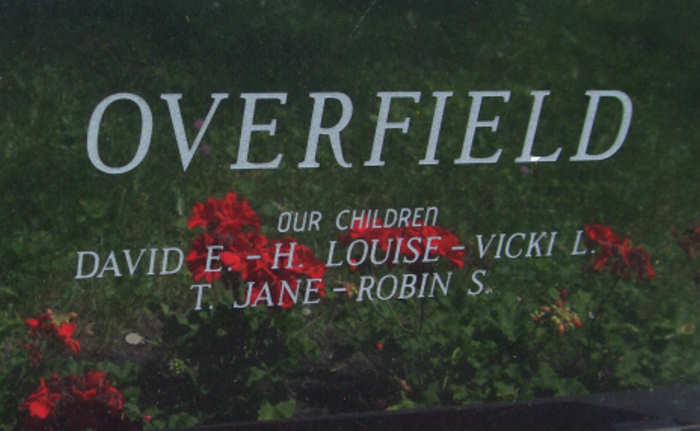 OVERFIELD
OUR CHILDREN
DAVID E. - H. LOUISE - VICKI L.
T. JANE - ROBIN S.